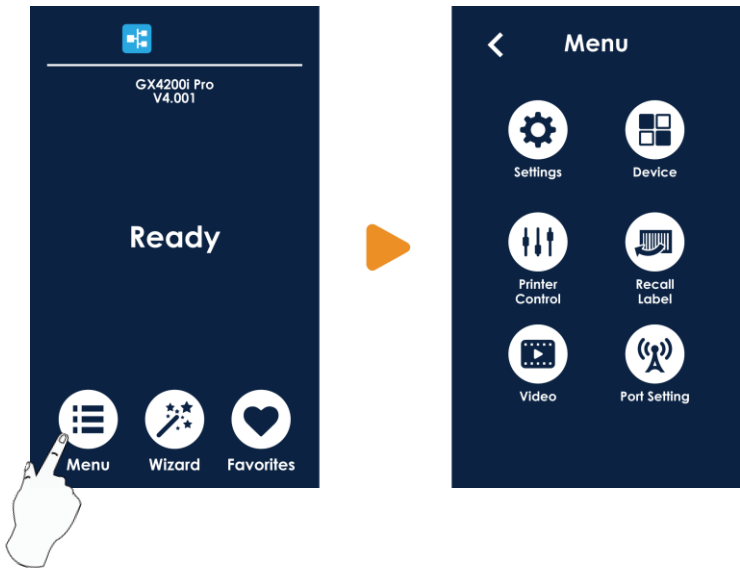 GX4200i Pro
V4.001
Ready
Menu Wizard Favorites
Menu
Settings Device
Printer
Control
Recall
Label
Video Port Setting